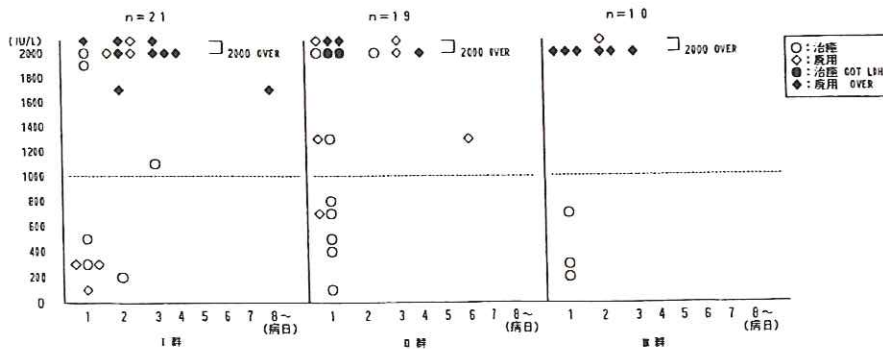 n=21
n=19
n=10
(IU/L)
2000
1800
1600
1400
1200
1000
800
600
400
200
0
2000 OVER
2000 OVER
2000 OVER
○:治癒
◇:廃用
:治癒 GOT LDH
◆:廃用 OVER
1 2 3 4 5 6 7 8~
(病日)
I 群
1 2 3 4 5 6 7 8~
(病日)
II 群
1 2 3 4 5 6 7 8~
(病日)
III 群